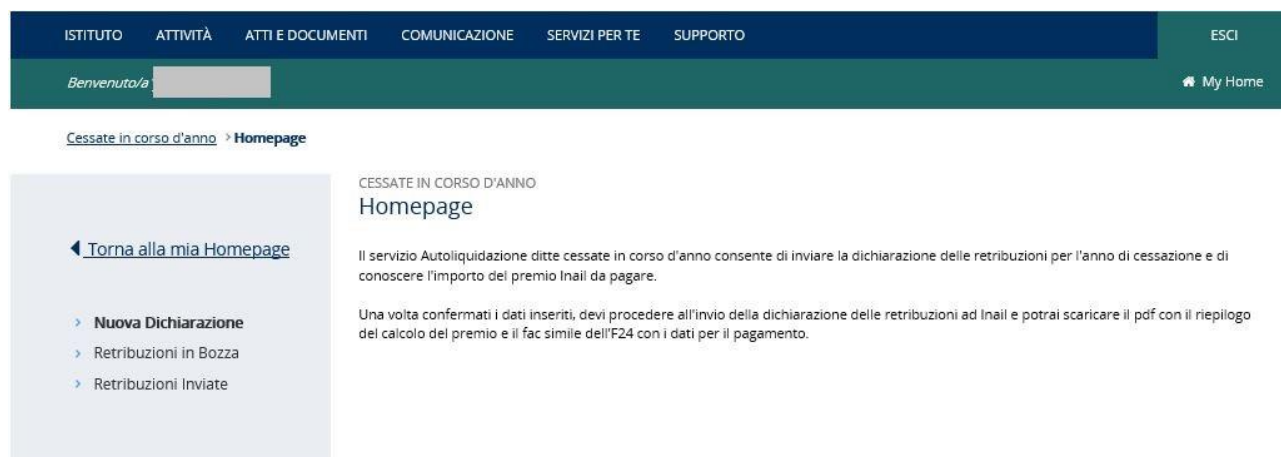 ISTITUTO ATTIVITÀ ATTI E DOCUMENTI COMUNICAZIONE SERVIZI PER TE SUPPORTO ESCI
Benvenuto/a My Home
Cessate in corso d'anno > Homepage
CESSATE IN CORSO D'ANNO
Homepage
Torna alla mia Homepage
Il servizio Autoliquidazione ditte cessate in corso d'anno consente di inviare la dichiarazione delle retribuzioni per l'anno di cessazione e di
conoscere l'importo del premio Inail da pagare.
Una volta confermati i dati inseriti, devi procedere all'invio della dichiarazione delle retribuzioni ad Inail e potrai scaricare il pdf con il riepilogo
del calcolo del premio e il fac simile dell'F24 con i dati per il pagamento.
> Nuova Dichiarazione
> Retribuzioni in Bozza
> Retribuzioni Inviate